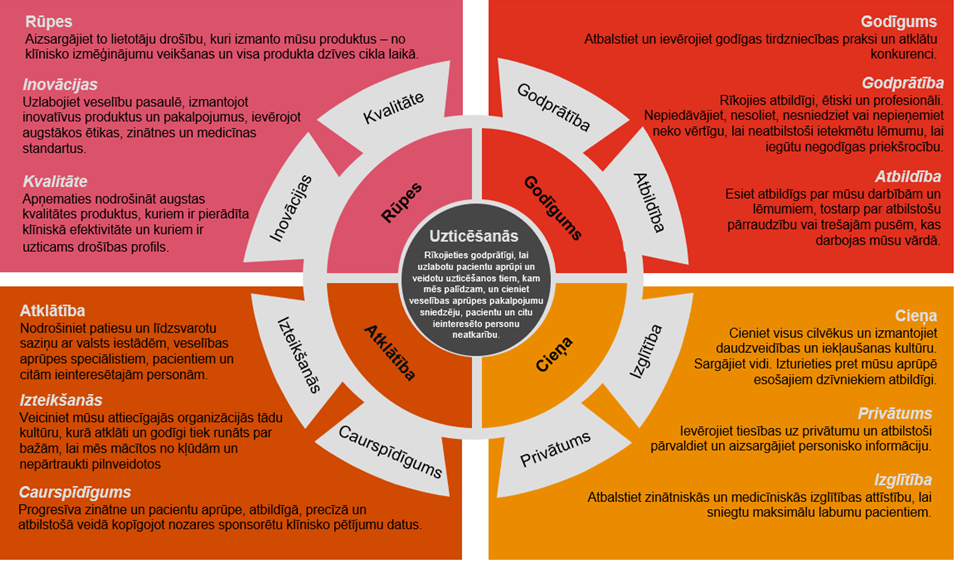 Rūpes
Aizsargājiet to lietotāju drošību, kuri izmanto mūsu produktus – no
klīnisko izmēģinājumu veikšanas un visa produkta dzīves cikla laikā.
Inovācijas
Uzlabojiet veselību pasaulē, izmantojot
inovatīvus produktus un pakalpojumus, ievērojot
augstākos ētikas, zinātnes un medicīnas
standartus.
Kvalitāte
Apņematies nodrošināt augstas
kvalitātes produktus, kuriem ir pierādīta
klīniskā efektivitāte un kuriem ir
uzticams drošības profils.
Godīgums
Atbalstiet un ievērojiet godīgas tirdzniecības praksi un atklātu
konkurenci.
Godprātība
Rīkojies atbildīgi, ētiski un profesionāli.
Nepiedāvājiet, nesoliet, nesniedziet vai nepieņemiet
neko vērtīgu, lai neatbilstoši ietekmētu lēmumu, lai
iegūtu negodīgas priekšrocību.
Atbildība
Esiet atbildīgs par mūsu darbībām un
lēmumiem, tostarp par atbilstošu
pārraudzību vai trešajām pusēm, kas
darbojas mūsu vārdā.
Kvalitāte
Inovācijas
Rūpes
Godprātība
Atbildība
Godīgums
Uzticēšanās
Rīkojieties godprātīgi, lai
uzlabotu pacientu aprūpi un
veidotu uzticēšanos tiem, kam
mēs palīdzam, un cieniet
veselības aprūpes pakalpojumu
sniedzēju, pacientu un citu
ieinteresēto personu
neatkarību.
Atklātība
Izteikšanās
Caurspīdīgums
Cieņa
Izglītība
Privātums
Atklātība
Nodrošiniet patiesu un līdzsvarotu
saziņu ar valsts iestādēm, veselības
aprūpes speciālistiem, pacientiem un
citām ieinteresētajām personām.
Izteikšanās
Veiciniet mūsu attiecīgajās organizācijās tādu
kultūru, kurā atklāti un godīgi tiek runāts par
bažām, lai mēs mācītos no kļūdām un
nepārtraukti pilnveidotos
Caurspīdīgums
Progresīva zinātne un pacientu aprūpe, atbildīgā, precīzā un
atbilstošā veidā kopīgojot nozares sponsorētu klīnisko pētījumu datus.
Cieņa
Cieniet visus cilvēkus un izmantojiet
daudzveidības un iekļaušanas kultūru.
Sargājiet vidi. Izturieties pret mūsu aprūpē
esošajiem dzīvniekiem atbildīgi.
Privātums
Ievērojiet tiesības uz privātumu un atbilstoši
pārvaldiet un aizsargājiet personisko informāciju.
Izglītība
Atbalstiet zinātniskās un medicīniskās izglītības attīstību, lai
sniegtu maksimālu labumu pacientiem.